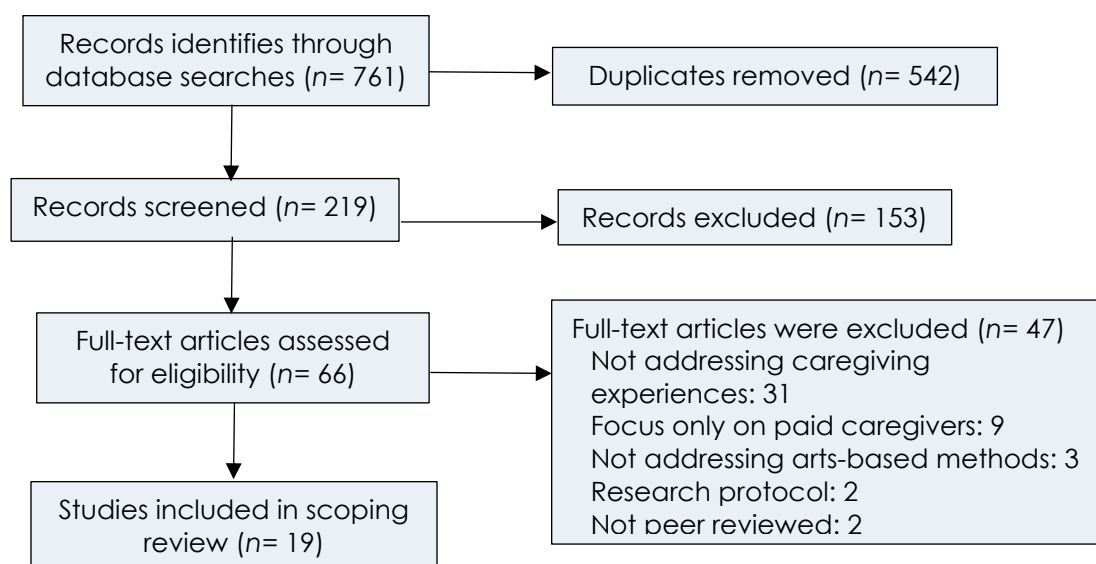 Records identifies through
database searches (n= 761)
Duplicates removed (n= 542)
Records screened (n= 219)
Records excluded (n= 153)
Full-text articles assessed
for eligibility (n= 66)
Full-text articles were excluded (n= 47)
Not addressing caregiving
experiences: 31
Focus only on paid caregivers: 9
Not addressing arts-based methods: 3
Research protocol: 2
Not peer reviewed: 2
Studies included in scoping
review (n= 19)